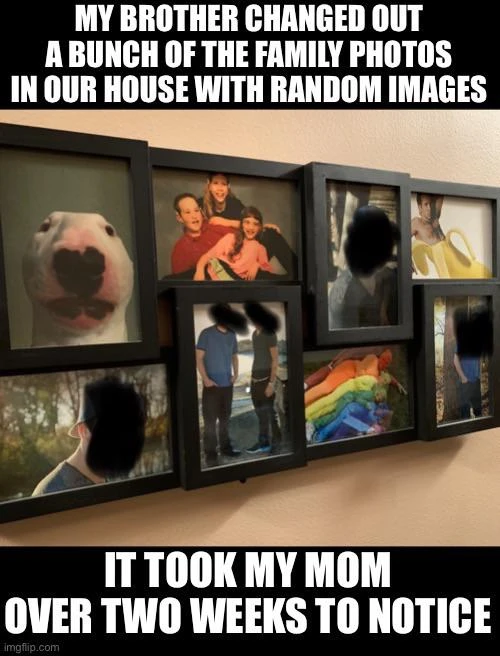 MY BROTHER CHANGED OUT
A BUNCH OF THE FAMILY PHOTOS
IN OUR HOUSE WITH RANDOM IMAGES
IT TOOK MY MOM
OVER TWO WEEKS TO NOTICE
imgflip.com